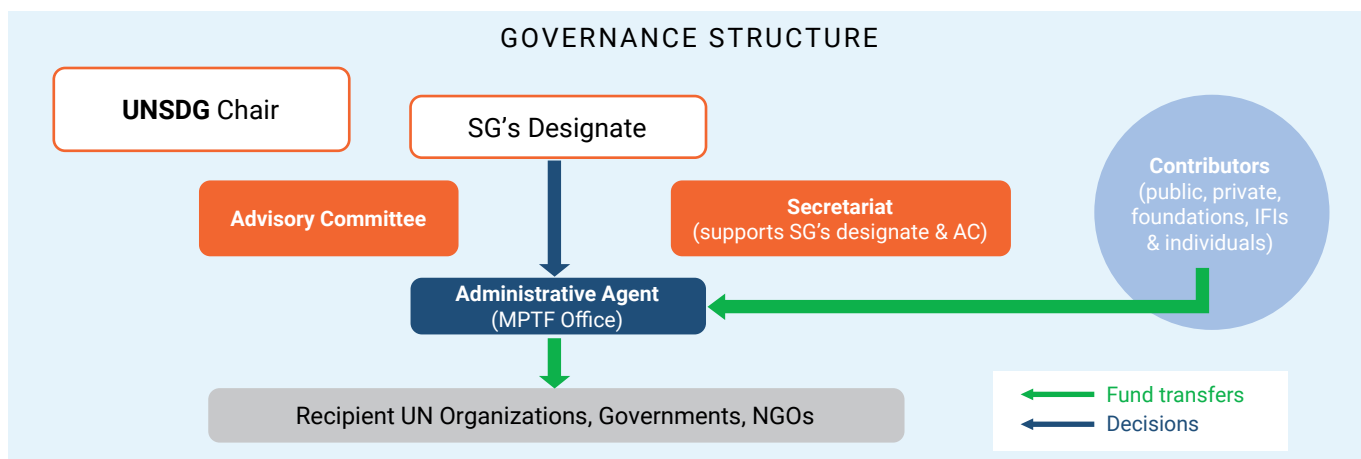 GOVERNANCE STRUCTURE
UNSDG Chair
SG’s Designate
Advisory Committee
Secretariat
(supports SG’s designate & AC)
Contributors
(public, private,
foundations, IFIs
& individuals)
Administrative Agent
(MPTF Office)
Recipient UN Organizations, Governments, NGOs
Fund transfers
Decisions